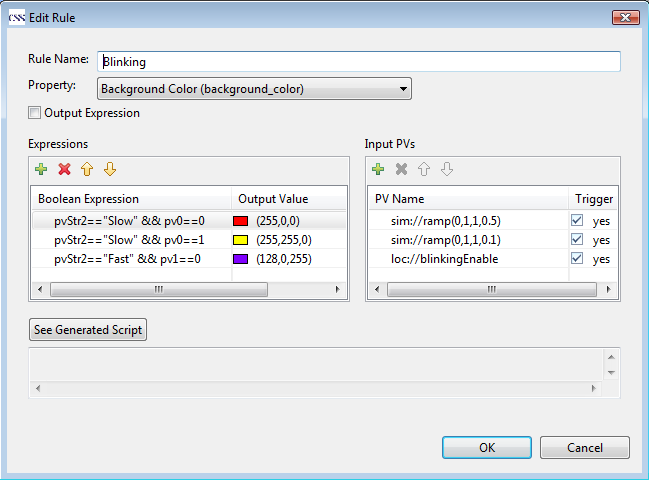 CSS Edit Rule
Rule Name: Blinking
Property: Background Color (background_color)
Output Expression
Expressions
Boolean Expression Output Value
pvStr2=="Slow" && pv0==0 (255,0,0)
pvStr2=="Slow" && pv0==1 (255,255,0)
pvStr2=="Fast" && pv1==0 (128,0,255)
Input PVs
PV Name Trigger
sim://ramp(0,1,1,0.5) yes
sim://ramp(0,1,1,0.1) yes
loc://blinkingEnable yes
See Generated Script
OK Cancel